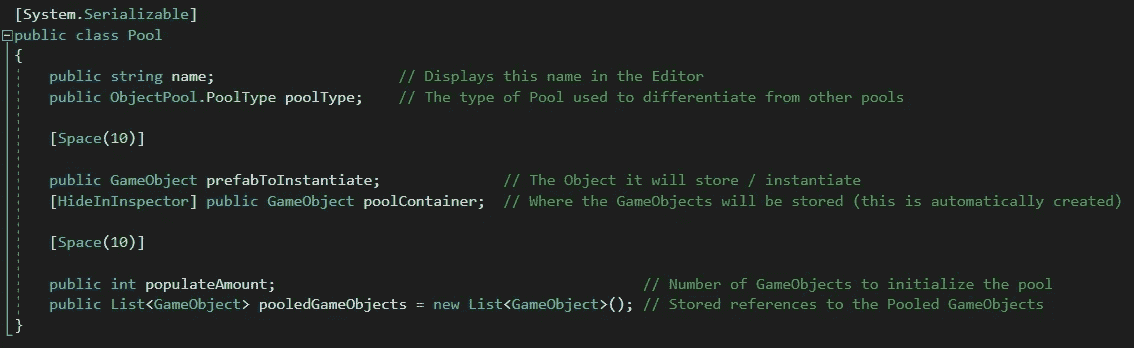 [System.Serializable]
public class Pool
{
public string name; // Displays this name in the Editor
public ObjectPool.PoolType poolType; // The type of Pool used to differentiate from other pools
[Space(10)]
public GameObject prefabToInstantiate; // The Object it will store / instantiate
[HideInInspector] public GameObject poolContainer; // Where the GameObjects will be stored (this is automatically created)
[Space(10)]
public int populateAmount; // Number of GameObjects to initialize the pool
public List<GameObject> pooledGameObjects = new List<GameObject>(); // Stored references to the Pooled GameObjects
}